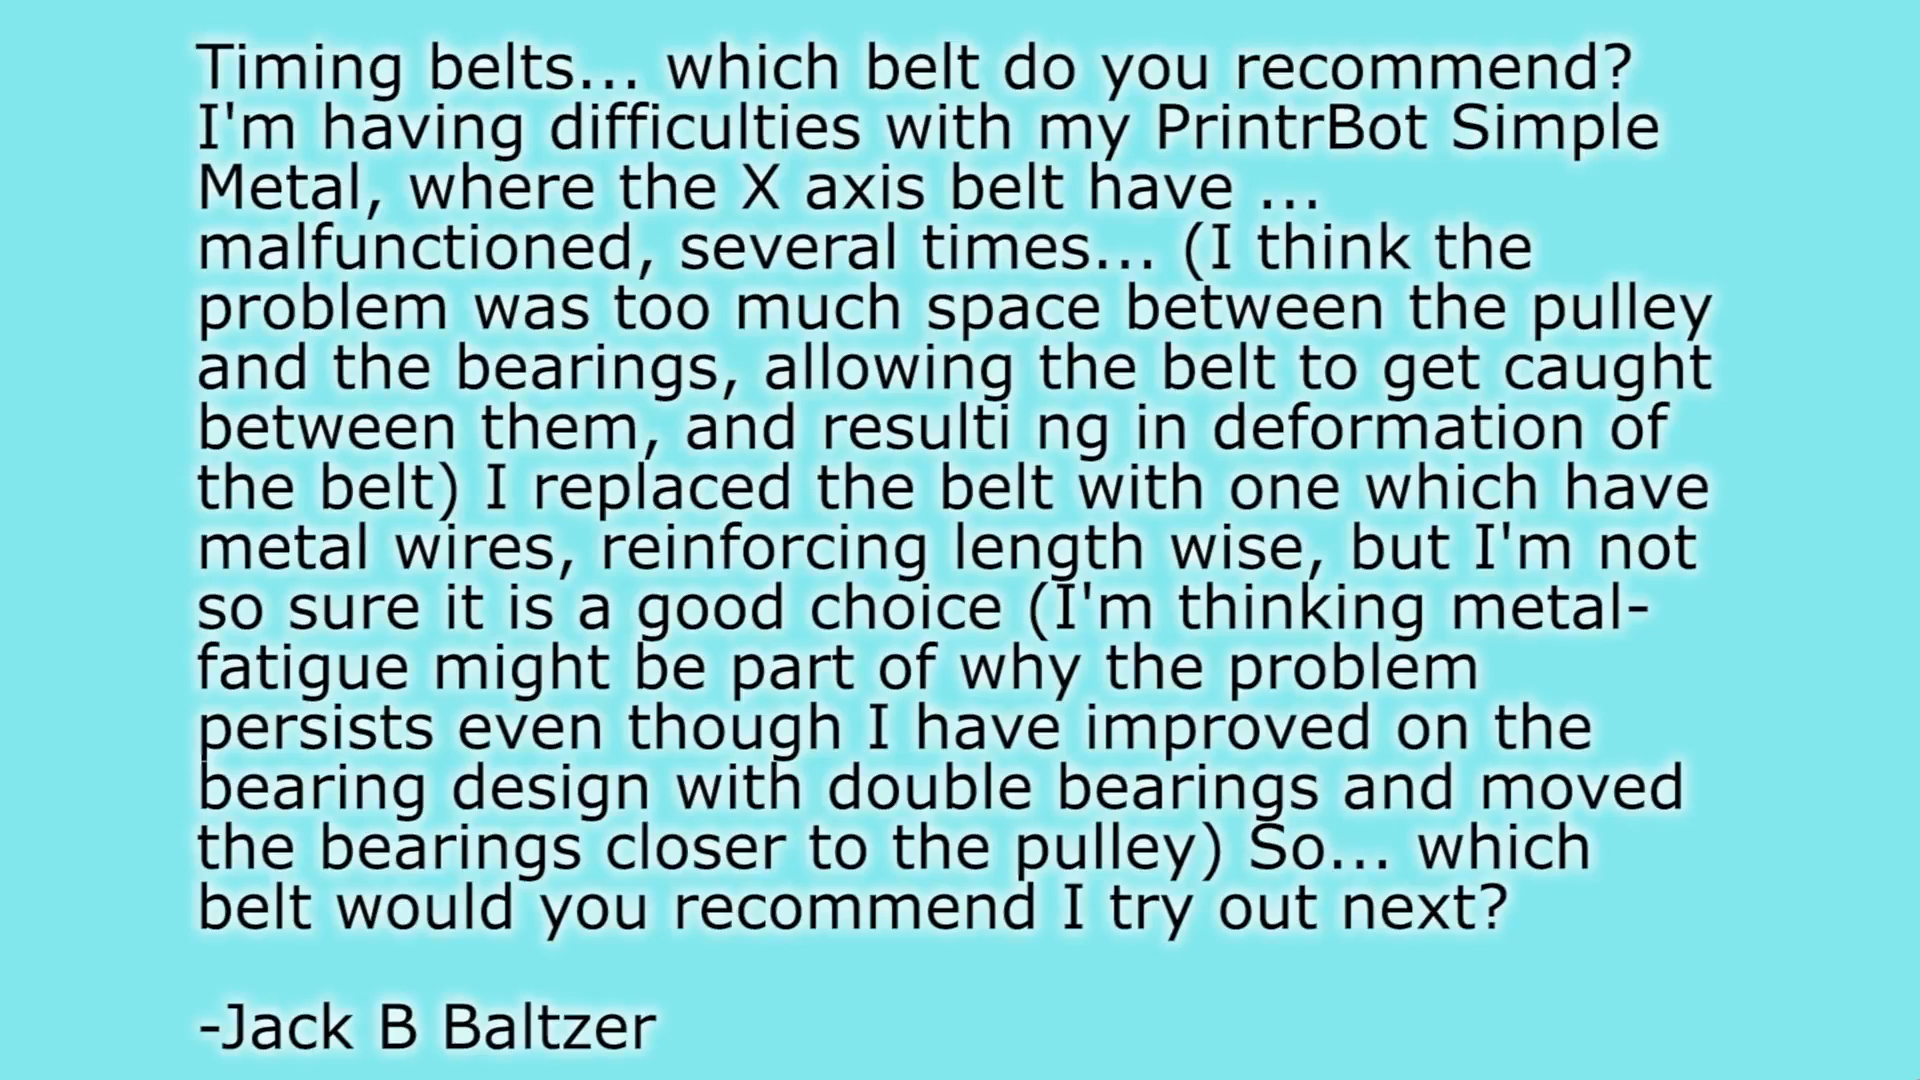 Timing belts... which belt do you recommend?
I'm having difficulties with my PrintrBot Simple
Metal, where the X axis belt have ...
malfunctioned, several times... (I think the
problem was too much space between the pulley
and the bearings, allowing the belt to get caught
between them, and resulti ng in deformation of
the belt) I replaced the belt with one which have
metal wires, reinforcing length wise, but I'm not
so sure it is a good choice (I'm thinking metal-
fatigue might be part of why the problem
persists even though I have improved on the
bearing design with double bearings and moved
the bearings closer to the pulley) So... which
belt would you recommend I try out next?
-Jack B Baltzer